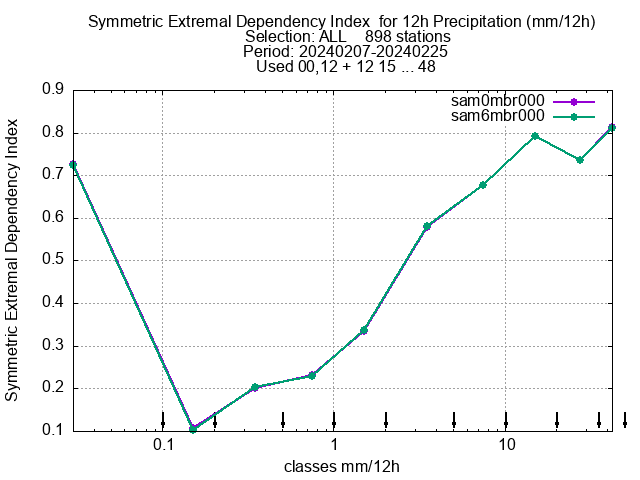 Symmetric Extremal Dependency Index  for 12h Precipitation (mm/12h)
Selection: ALL    898 stations
Period: 20240207-20240225
Used 00,12 + 12 15 ... 48
sam0mbr000
sam6mbr000
0.9
0.8
0.7
0.6
0.5
0.4
0.3
0.2
0.1
Symmetric Extremal Dependency Index
0.1 1 10
classes mm/12h